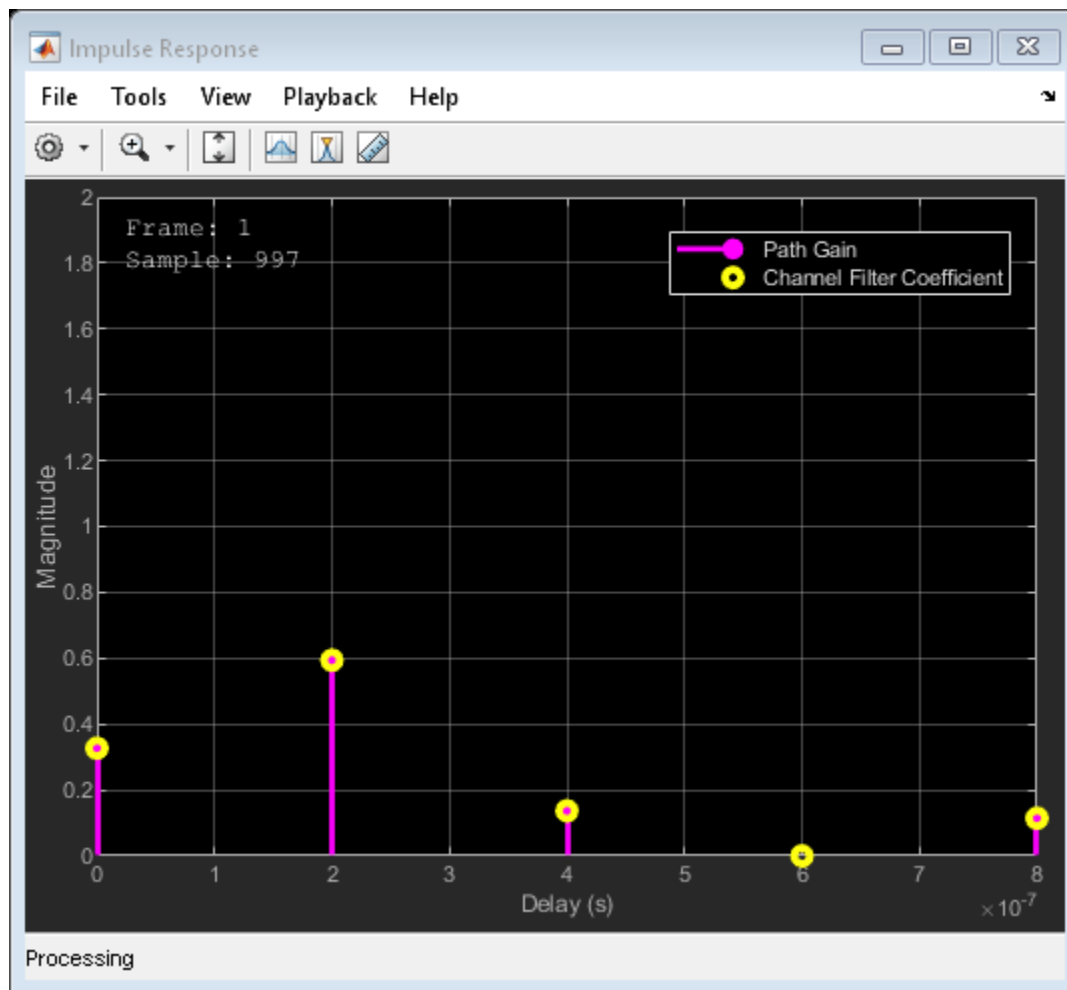 Impulse Response
File Tools View Playback Help
Frame: 1
Sample: 997
Path Gain
Channel Filter Coefficient
2
1.8
1.6
1.4
1.2
1
0.8
0.6
0.4
0.2
0
Magnitude
0 1 2 3 4 5 6 7 8
Delay (s)
×10⁻⁷
Processing